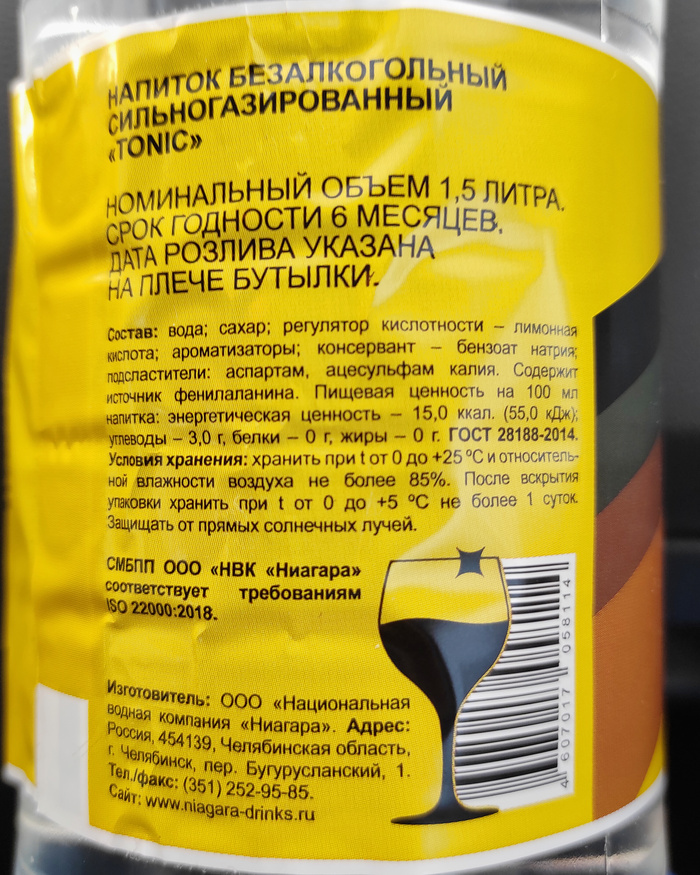 НАПИТОК БЕЗАЛКОГОЛЬНЫЙ
СИЛЬНОГАЗИРОВАННЫЙ
«TONIC»
НОМИНАЛЬНЫЙ ОБЪЕМ 1,5 ЛИТРА.
СРОК ГОДНОСТИ 6 МЕСЯЦЕВ.
ДАТА РОЗЛИВА УКАЗАНА
НА ПЛЕЧЕ БУТЫЛКИ.
Состав: вода; сахар; регулятор кислотности – лимонная
кислота; ароматизаторы; консервант – бензоат натрия;
подсластители: аспартам, ацесульфам калия. Содержит
источник фенилаланина. Пищевая ценность на 100 мл
напитка: энергетическая ценность – 15,0 ккал. (55,0 кДж);
углеводы – 3,0 г, белки – 0 г, жиры – 0 г. ГОСТ 28188-2014.
Условия хранения: хранить при t от 0 до +25 ºС и относитель-
ной влажности воздуха не более 85%. После вскрытия
упаковки хранить при t от 0 до +5 ºС не более 1 суток.
Защищать от прямых солнечных лучей.
СМБПП ООО «НВК «Ниагара»
соответствует требованиям
ISO 22000:2018.
Изготовитель: ООО «Национальная
водная компания «Ниагара». Адрес:
Россия, 454139, Челябинская область,
г. Челябинск, пер. Бугурусланский, 1.
Тел./факс: (351) 252-95-85.
Сайт: www.niagara-drinks.ru
4 607017 058114